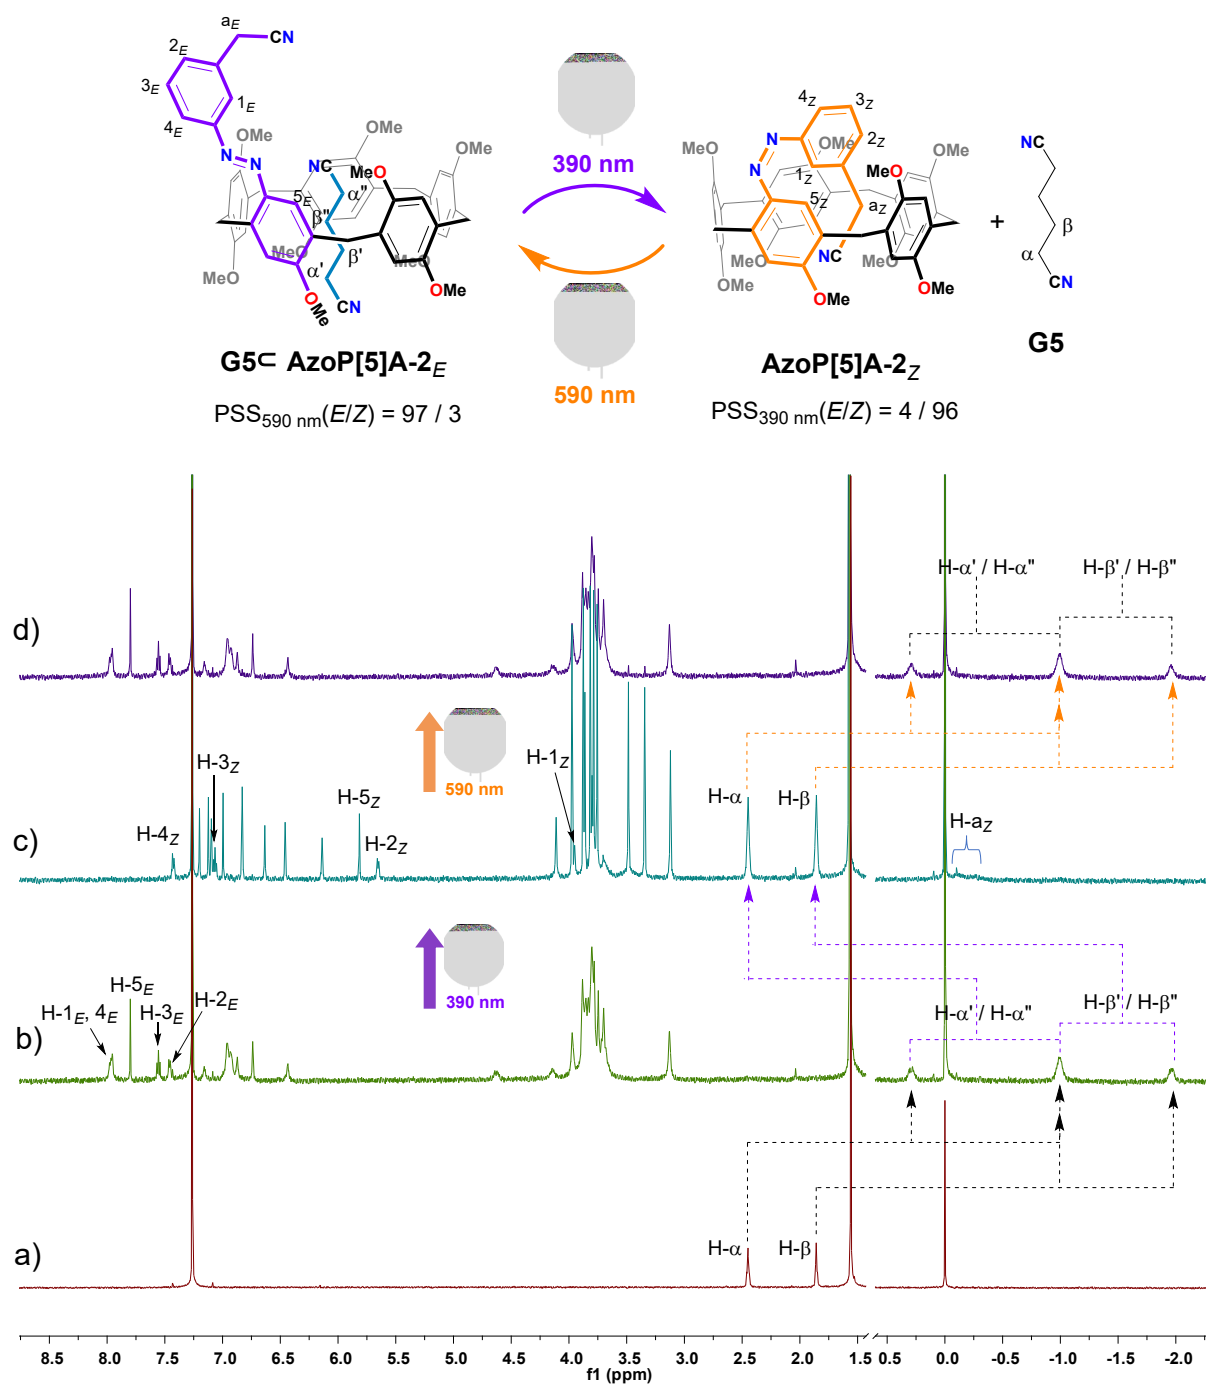 a_E
CN
2_E
3_E
1_E
4_E
OMe
N
N
5_E
NC
α''
β''
β'
α'
CN
OMe
MeO
OMe
MeO
MeO
OMe
OMe
OMe
390 nm
590 nm
4_Z
3_Z
2_Z
1_Z
5_Z
a_Z
N
N
OMe
MeO
OMe
MeO
MeO
NC
MeO
OMe
MeO
OMe
+
NC
β
α
CN
G5⊂ AzoP[5]A-2_E
PSS_590 nm(E/Z) = 97 / 3
AzoP[5]A-2_Z
PSS_390 nm(E/Z) = 4 / 96
G5
d)
H-α' / H-α''
H-β' / H-β''
590 nm
c)
H-4_Z
H-3_Z
H-5_Z
H-2_Z
H-1_Z
H-α
H-β
H-a_Z
390 nm
b)
H-1_E, 4_E
H-5_E
H-3_E
H-2_E
H-α' / H-α''
H-β' / H-β''
a)
H-α
H-β
8.5 8.0 7.5 7.0 6.5 6.0 5.5 5.0 4.5 4.0 3.5 3.0 2.5 2.0 1.5 0.5 0.0 -0.5 -1.0 -1.5 -2.0
f1 (ppm)